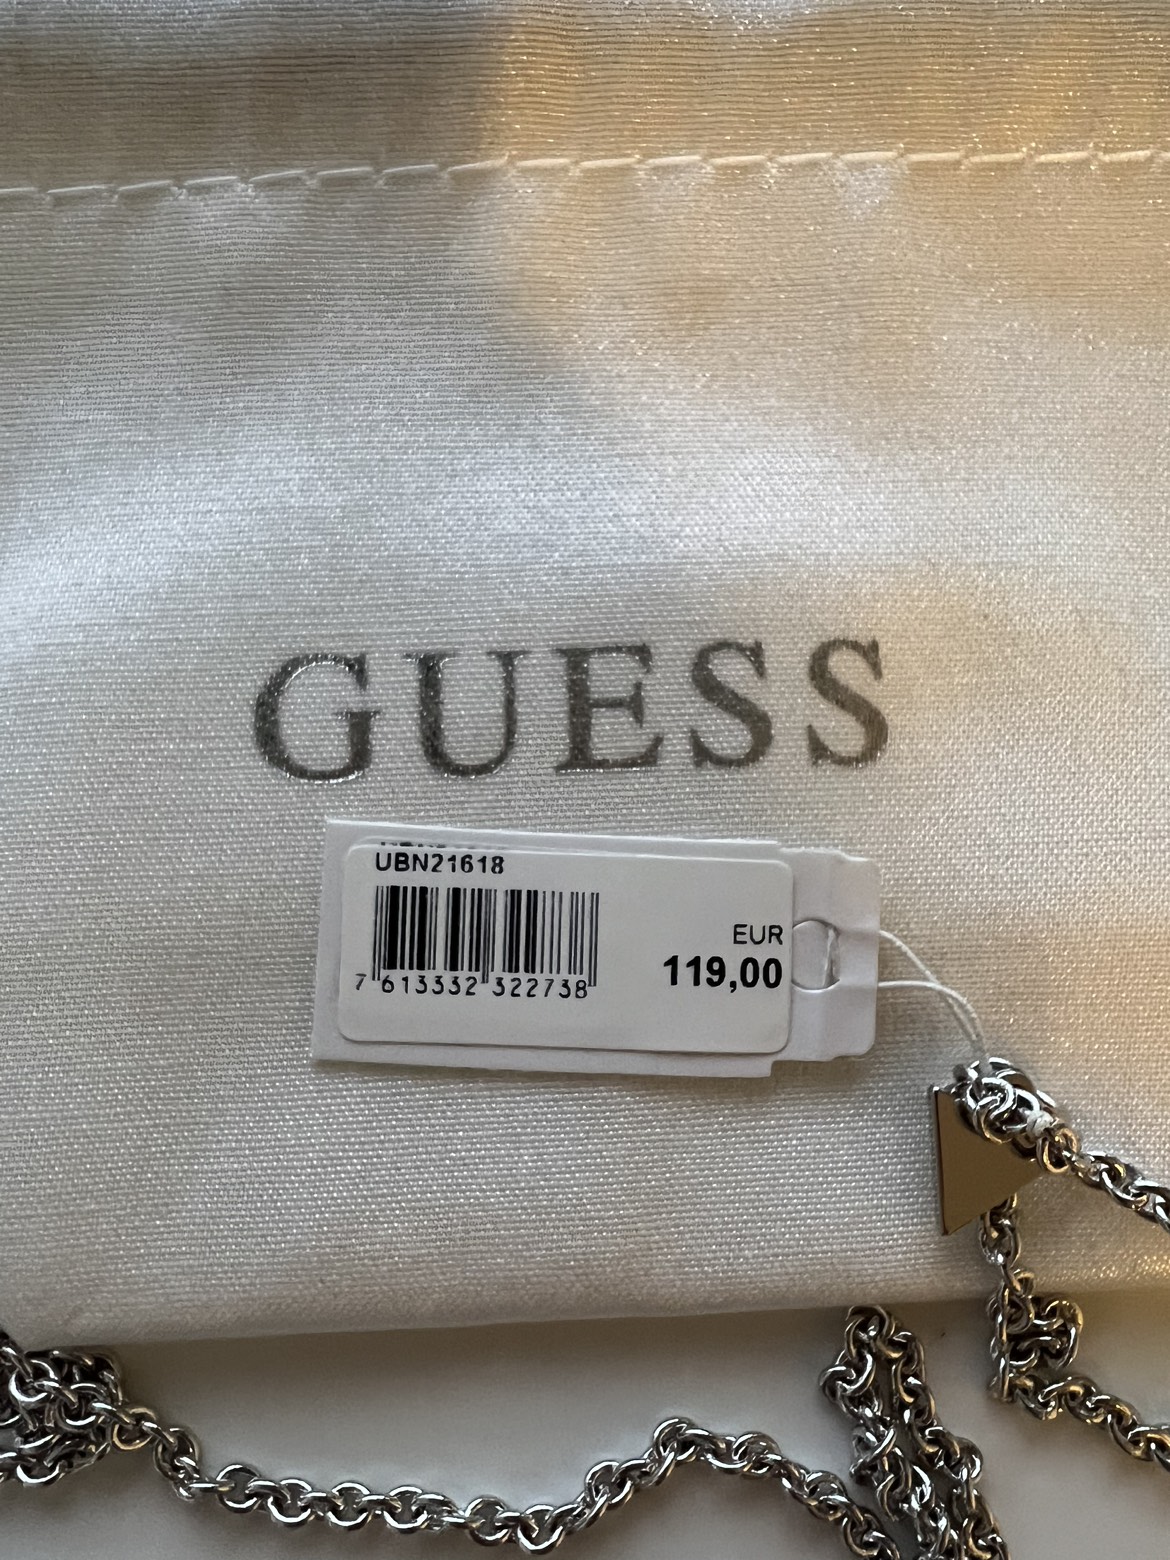 GUESS
UBN21618
EUR
119,00
7 613332 322738